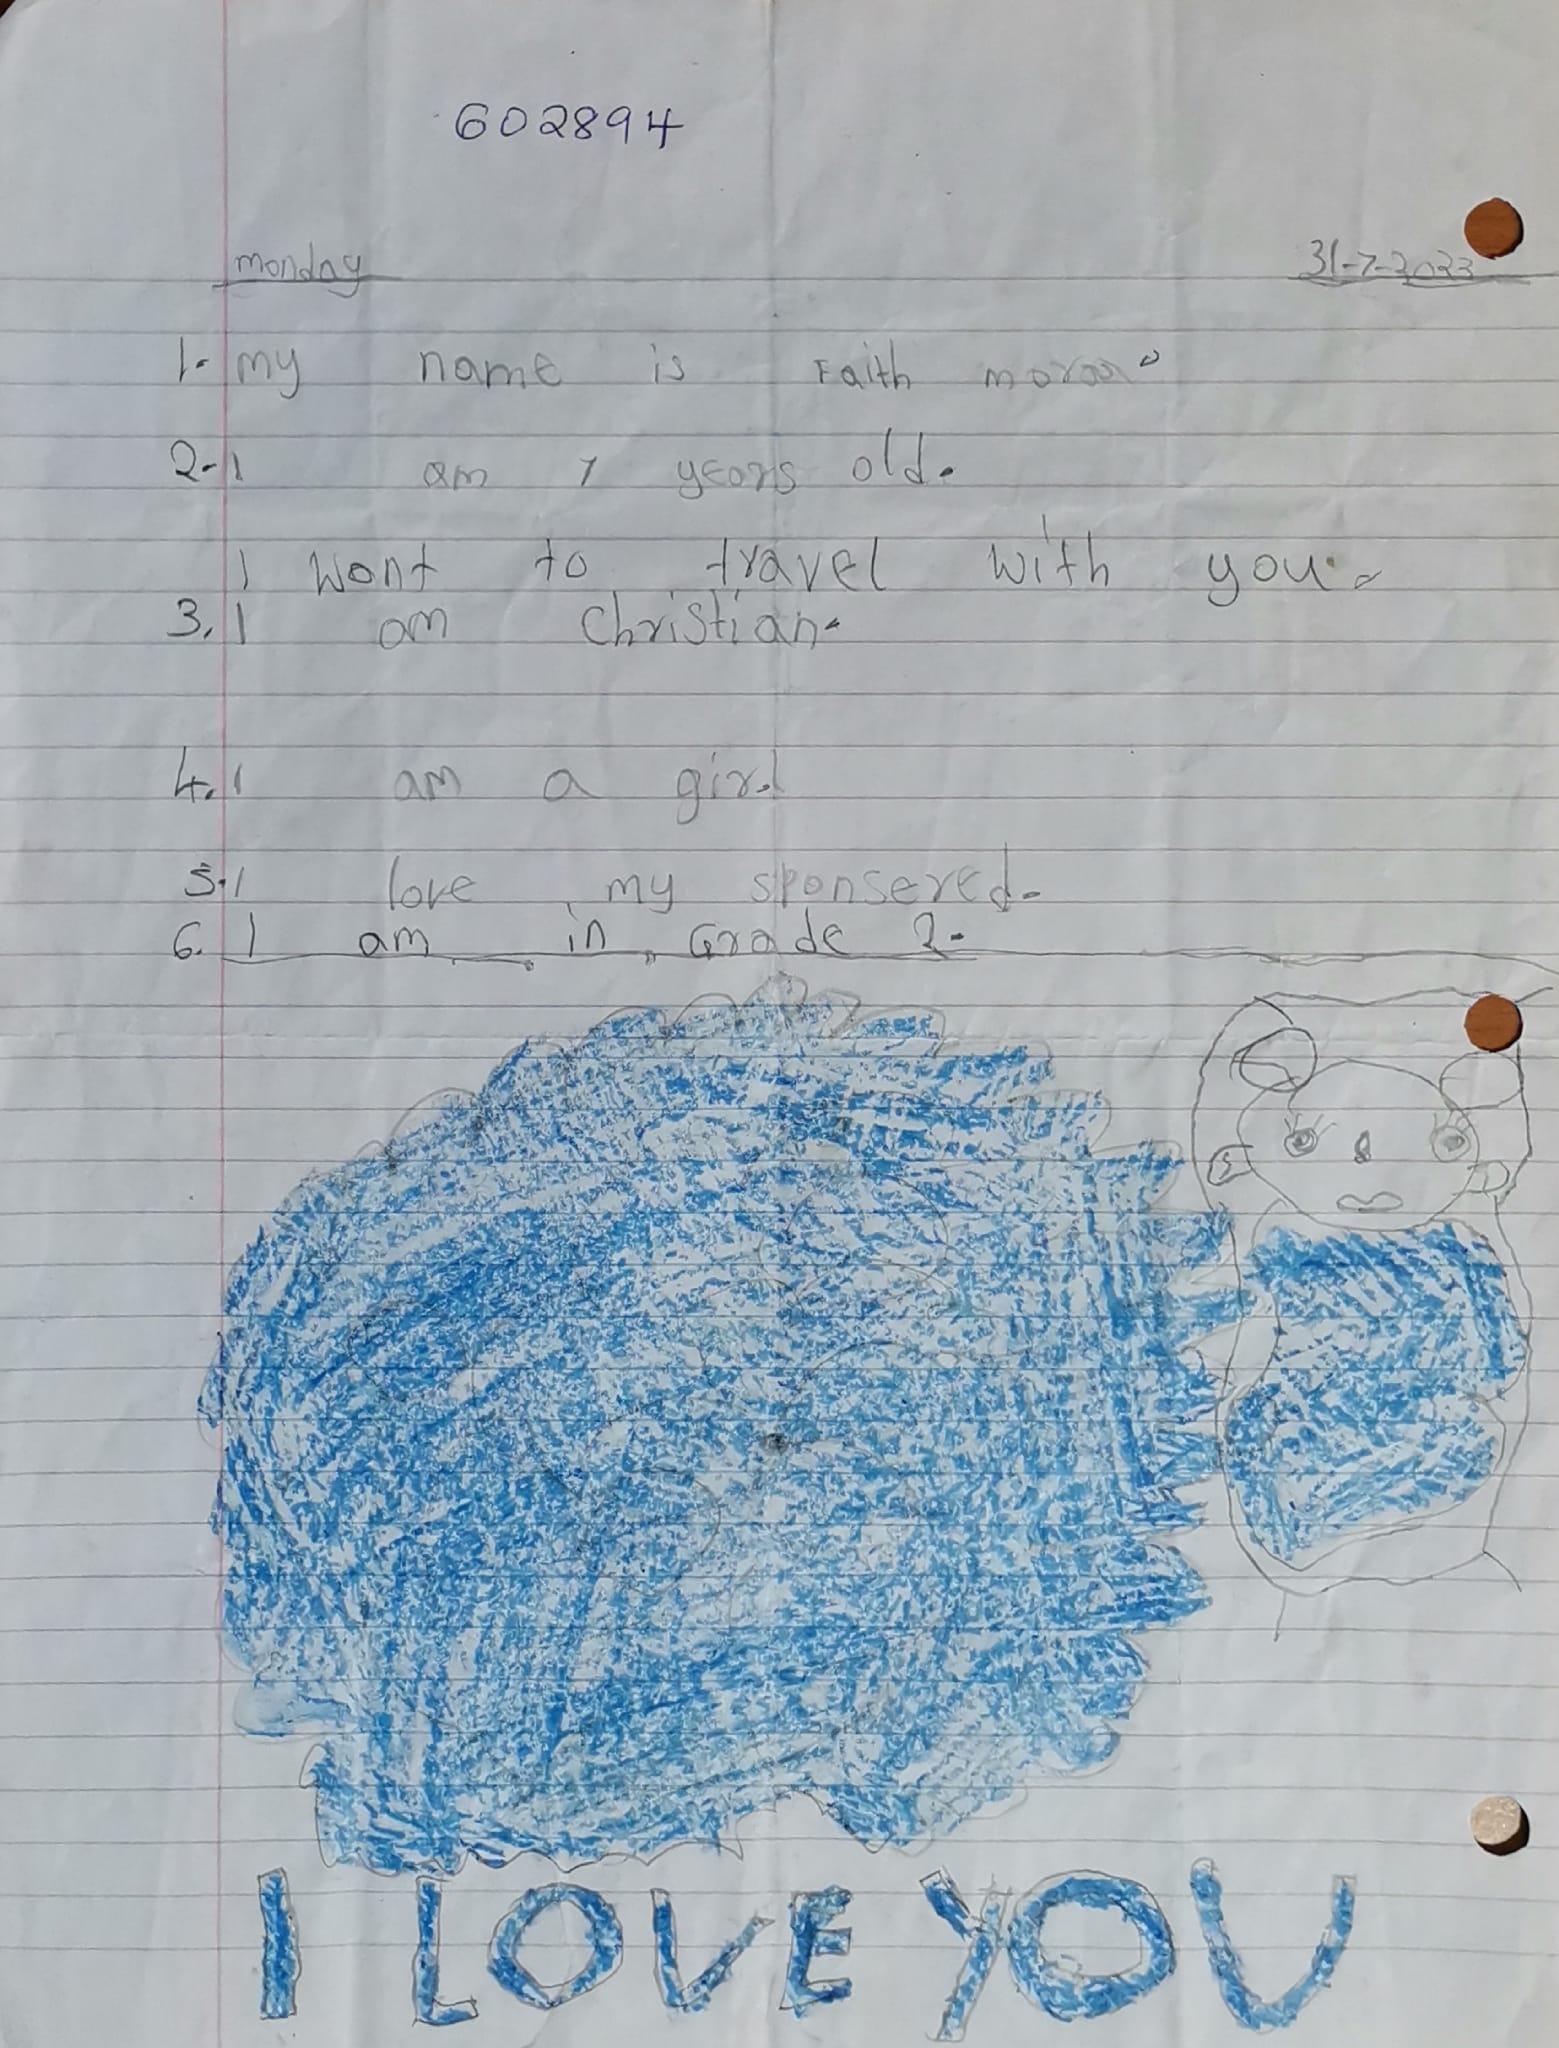 602894
monday 31-7-2023
1. my name is Faith moraa.
2. I am 7 years old.
I Wont to travel with you.
3. I am Christian.
4. I am a girl
5. I love my sponsered.
6. I am in Grade 2.
I LOVE YOU